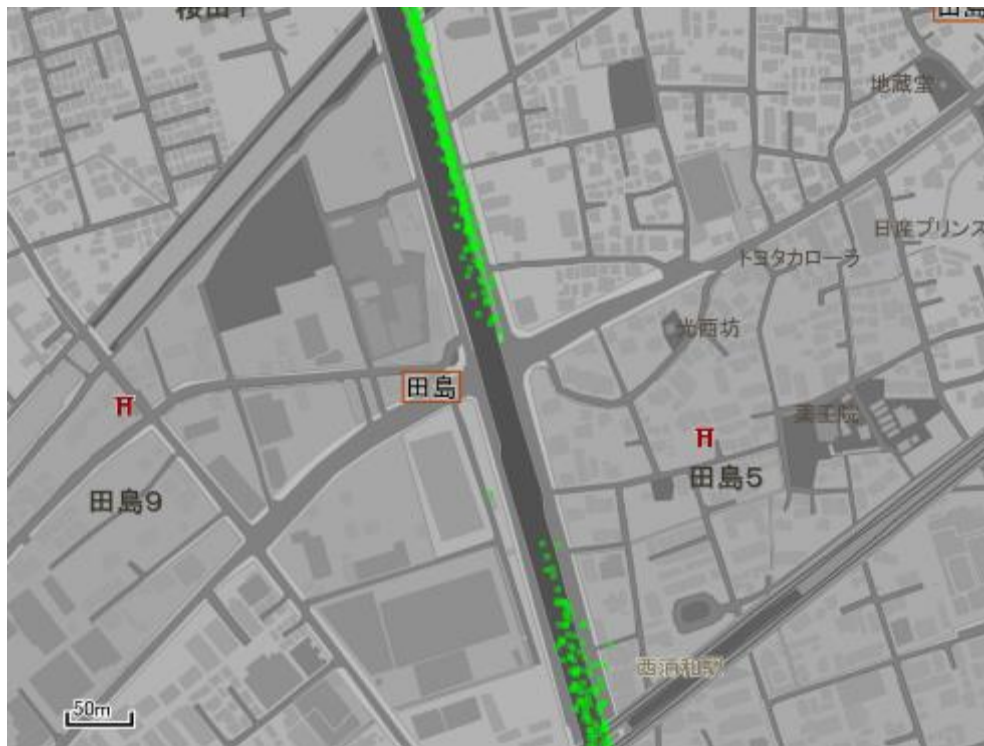 地蔵堂
日産プリンス
トヨタカローラ
光西坊
田島
薬王院
田島5
田島9
西浦和駅
50m